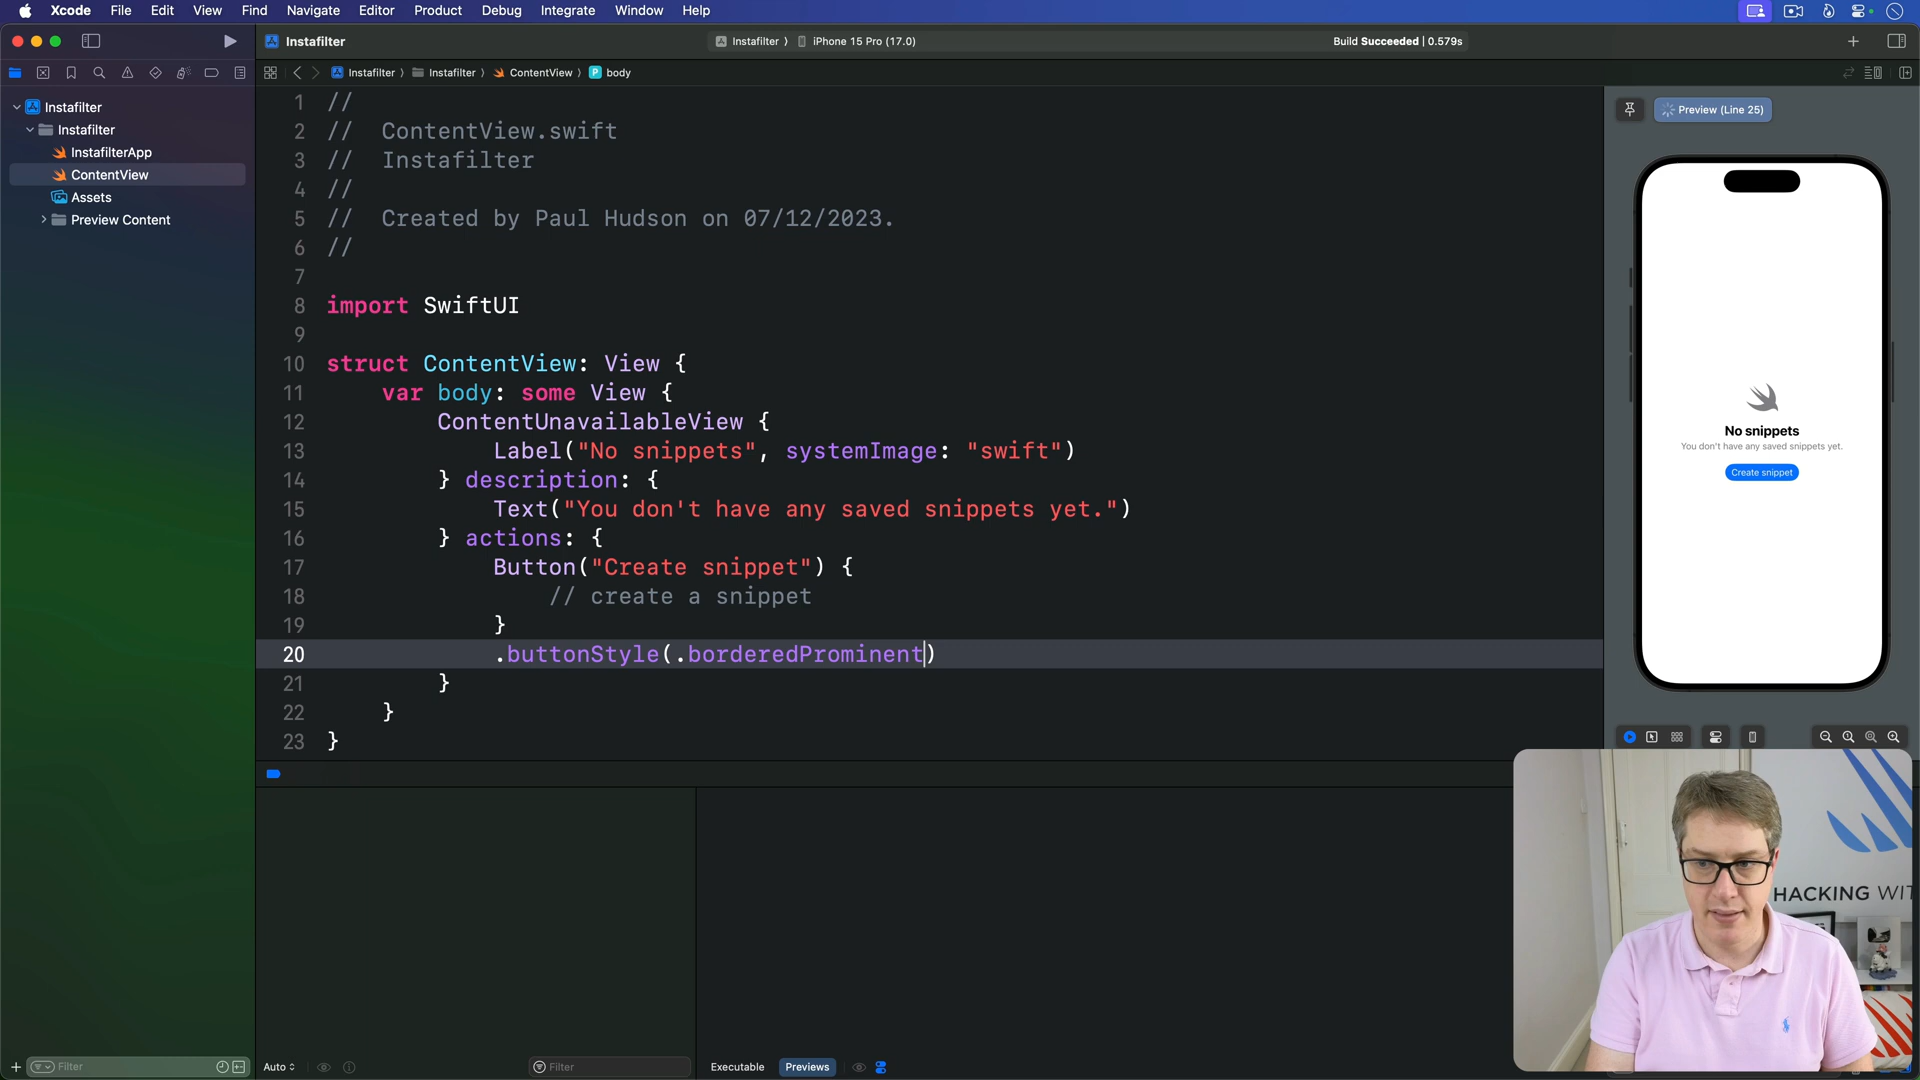 Xcode File Edit View Find Navigate Editor Product Debug Integrate Window Help
Instafilter
Instafilter 〉 iPhone 15 Pro (17.0)
Build Succeeded | 0.579s
Instafilter 〉 Instafilter 〉 ContentView 〉 P body
Instafilter
Instafilter
InstafilterApp
ContentView
Assets
Preview Content
1 //
2 //  ContentView.swift
3 //  Instafilter
4 //
5 //  Created by Paul Hudson on 07/12/2023.
6 //
7
8 import SwiftUI
9
10 struct ContentView: View {
11     var body: some View {
12         ContentUnavailableView {
13             Label("No snippets", systemImage: "swift")
14         } description: {
15             Text("You don't have any saved snippets yet.")
16         } actions: {
17             Button("Create snippet") {
18                 // create a snippet
19             }
20             .buttonStyle(.borderedProminent)
21         }
22     }
23 }
Preview (Line 25)
No snippets
You don't have any saved snippets yet.
Create snippet
HACKING WIT
Filter
Auto
Filter
Executable Previews